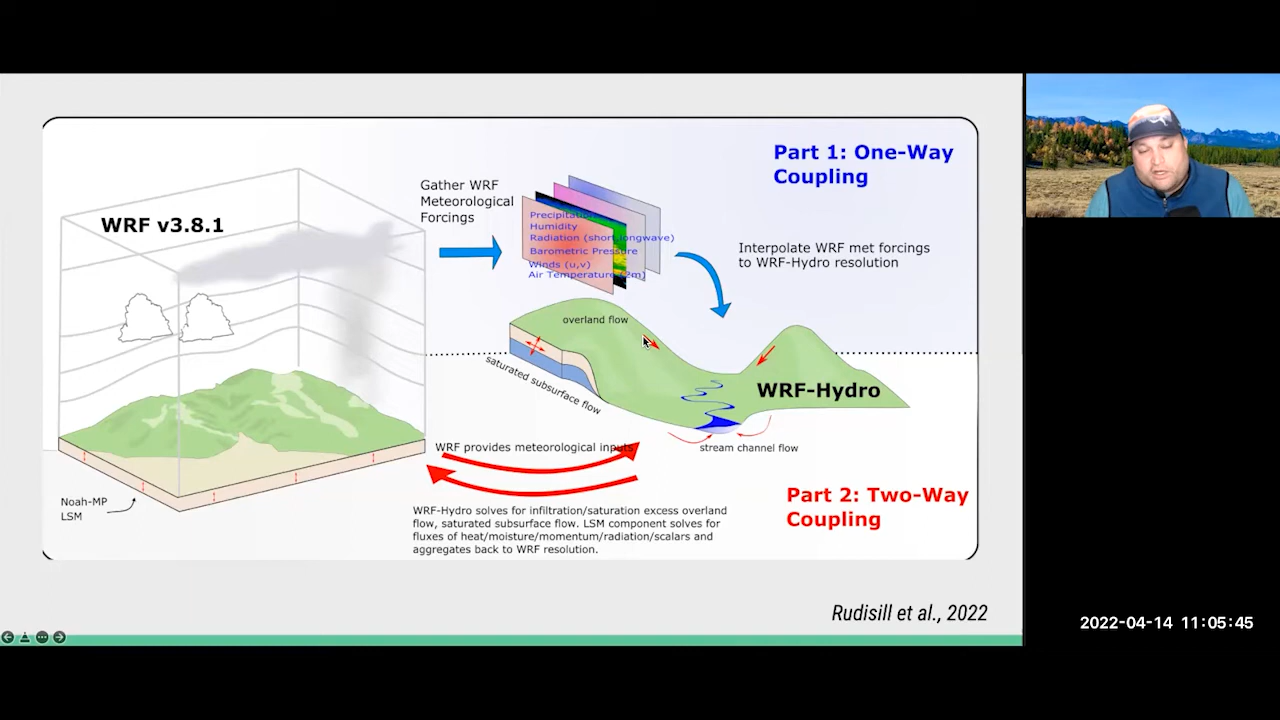 WRF v3.8.1
Gather WRF
Meteorological
Forcings
Precipitation
Humidity
Radiation (short,longwave)
Barometric Pressure
Winds (u,v)
Air Temperature (2m)
Part 1: One-Way
Coupling
Interpolate WRF met forcings
to WRF-Hydro resolution
overland flow
saturated subsurface flow
WRF-Hydro
stream channel flow
WRF provides meteorological inputs
Noah-MP
LSM
WRF-Hydro solves for infiltration/saturation excess overland
flow, saturated subsurface flow. LSM component solves for
fluxes of heat/moisture/momentum/radiation/scalars and
aggregates back to WRF resolution.
Part 2: Two-Way
Coupling
Rudisill et al., 2022
2022-04-14 11:05:45